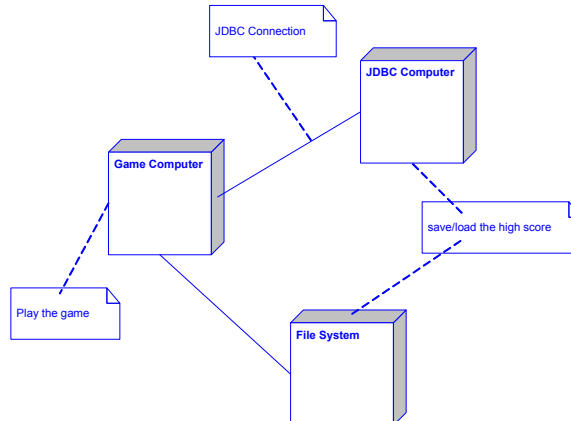 JDBC Connection
JDBC Computer
Game Computer
save/load the high score
Play the game
File System